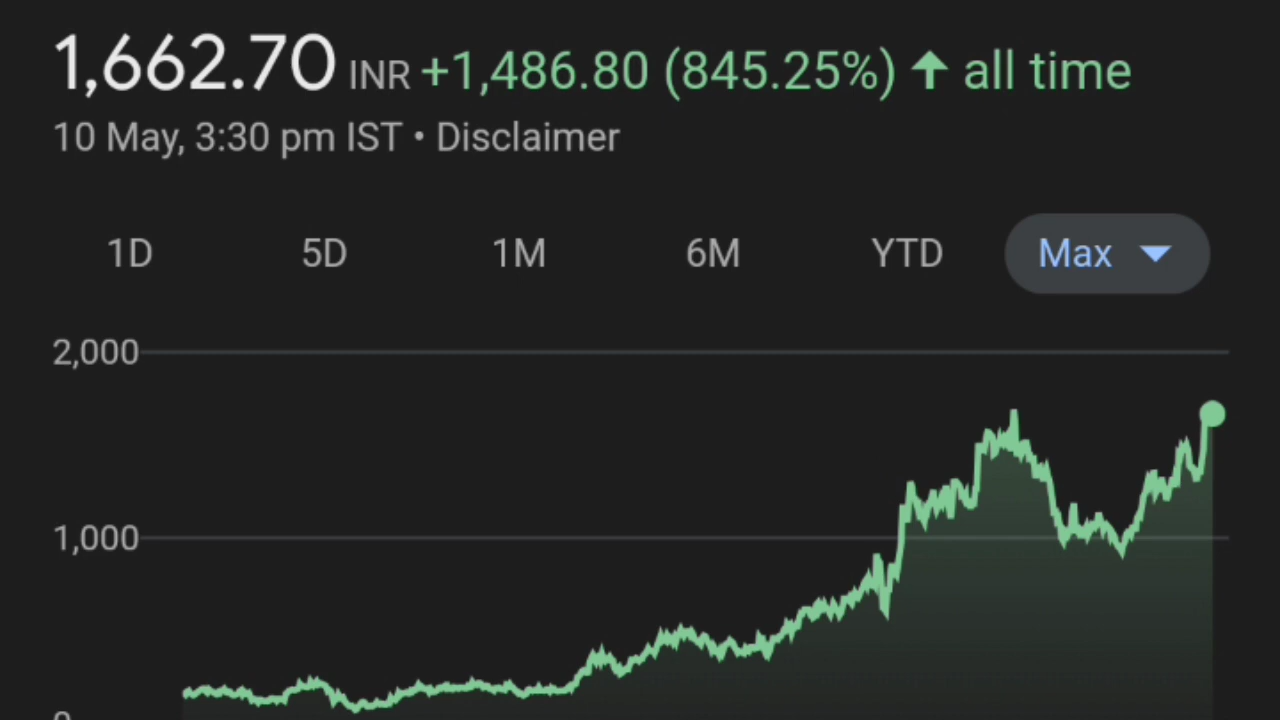 1,662.70 INR +1,486.80 (845.25%) ↑ all time
10 May, 3:30 pm IST • Disclaimer
1D 5D 1M 6M YTD Max
2,000
1,000
0